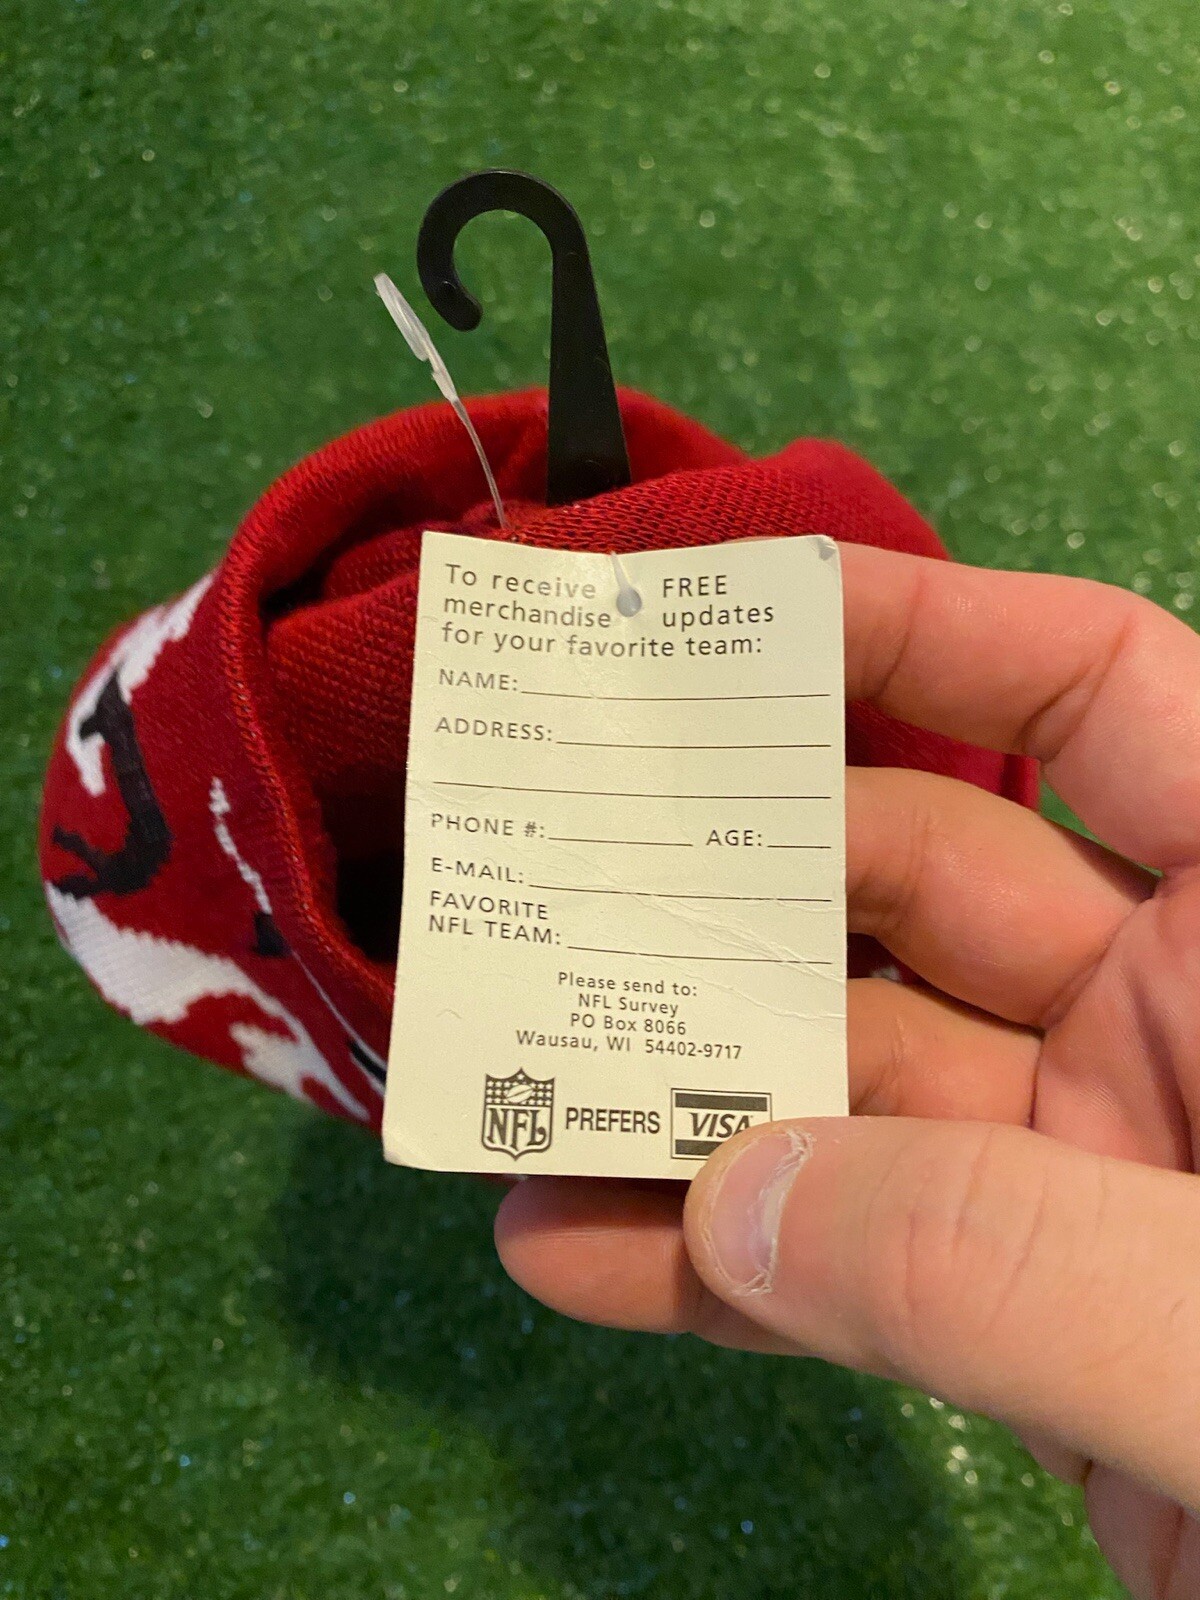 To receive FREE
merchandise updates
for your favorite team:
NAME:
ADDRESS:
PHONE #: AGE:
E-MAIL:
FAVORITE
NFL TEAM:
Please send to:
NFL Survey
PO Box 8066
Wausau, WI 54402-9717
NFL PREFERS VISA